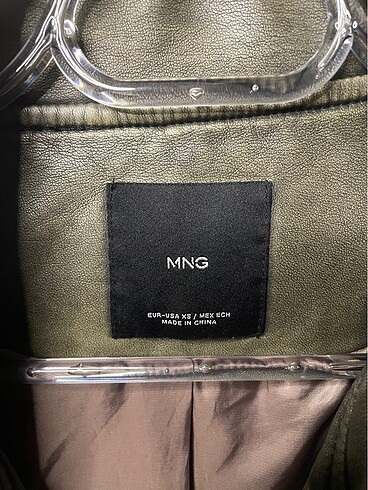 MNG
EUR-USA XS / MEX ECH
MADE IN CHINA